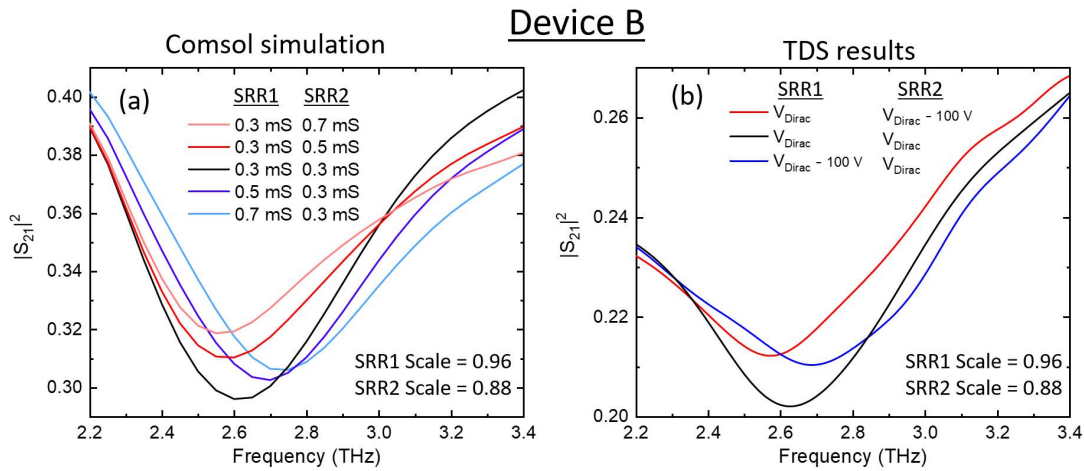 Device B
Comsol simulation
(a)
SRR1 SRR2
0.3 mS 0.7 mS
0.3 mS 0.5 mS
0.3 mS 0.3 mS
0.5 mS 0.3 mS
0.7 mS 0.3 mS
SRR1 Scale = 0.96
SRR2 Scale = 0.88
0.40
0.38
0.36
0.34
0.32
0.30
|S21|2
2.2 2.4 2.6 2.8 3.0 3.2 3.4
Frequency (THz)
TDS results
(b)
SRR1 SRR2
VDirac VDirac - 100 V
VDirac VDirac
VDirac - 100 V VDirac
SRR1 Scale = 0.96
SRR2 Scale = 0.88
0.26
0.24
0.22
0.20
|S21|2
2.2 2.4 2.6 2.8 3.0 3.2 3.4
Frequency (THz)